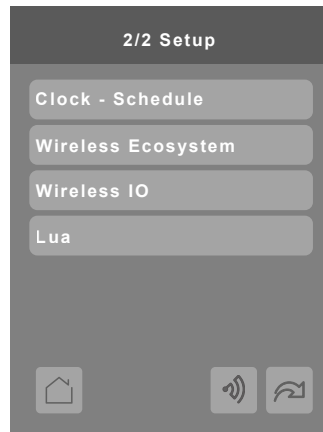 2/2 Setup
Clock - Schedule
Wireless Ecosystem
Wireless IO
Lua